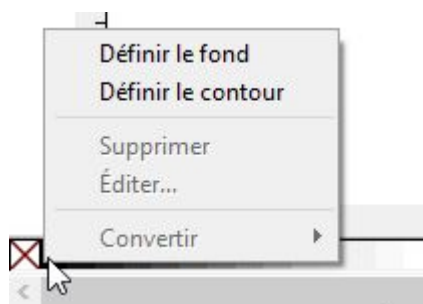 Définir le fond
Définir le contour
Supprimer
Éditer...
Convertir